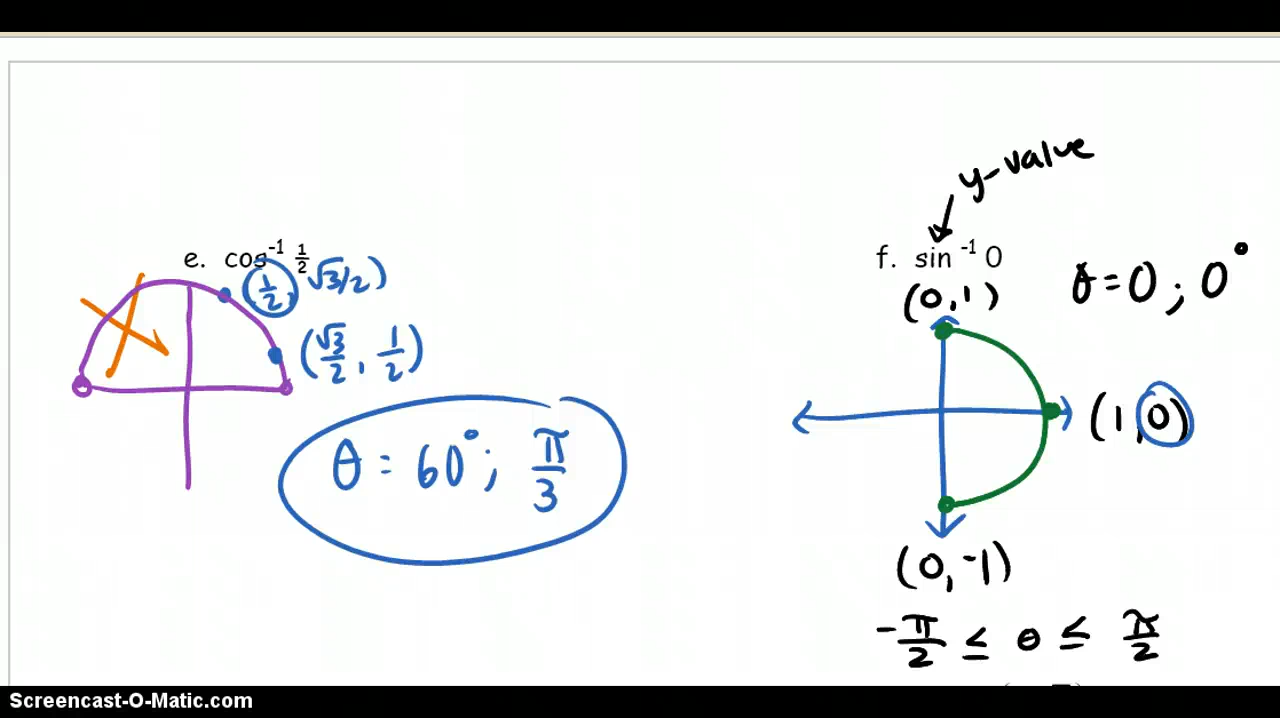 e. cos⁻¹ ½
(½, √3/2)
(√3/2, 1/2)
θ = 60°; π/3
y-value
f. sin⁻¹ 0
(0,1)
θ = 0; 0°
(1,0)
(0,-1)
-π/2 ≤ θ ≤ π/2
Screencast-O-Matic.com